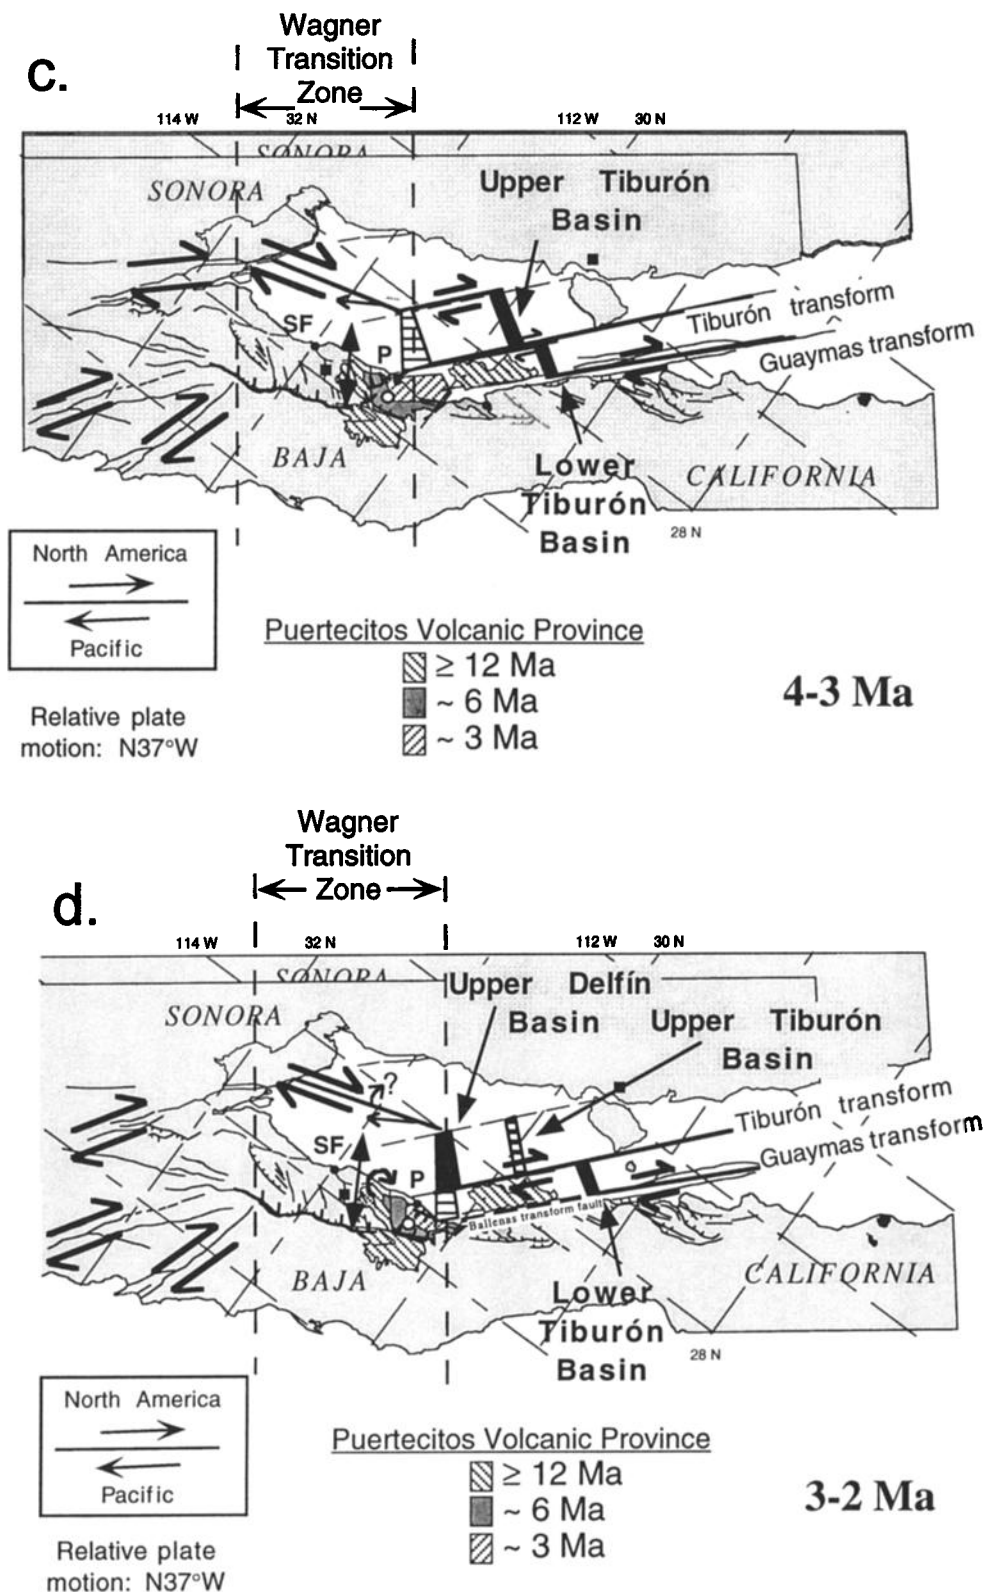 Wagner
Transition
Zone
c.
114 W 32 N 112 W 30 N
SONORA
SONORA
Upper Tiburón
Basin
Tiburón transform
Guaymas transform
SF
P
BAJA
CALIFORNIA
Lower
Tiburón
Basin
28 N
North America
Pacific
Relative plate
motion: N37°W
Puertecitos Volcanic Province
≥ 12 Ma
~ 6 Ma
~ 3 Ma
4-3 Ma
Wagner
Transition
Zone
d.
114 W 32 N 112 W 30 N
SONORA
SONORA
Upper Delfín
Basin
Upper Tiburón
Basin
?
Tiburón transform
Guaymas transform
SF
P
Ballenas transform fault
BAJA
CALIFORNIA
Lower
Tiburón
Basin
28 N
North America
Pacific
Relative plate
motion: N37°W
Puertecitos Volcanic Province
≥ 12 Ma
~ 6 Ma
~ 3 Ma
3-2 Ma